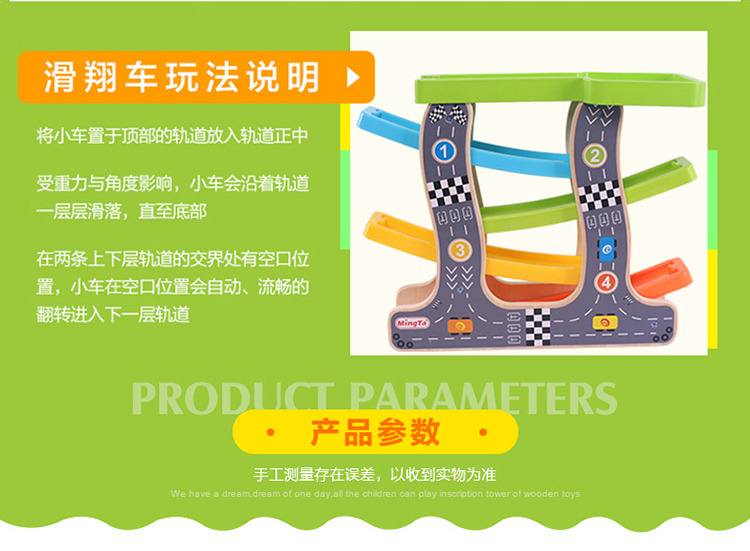 滑翔车玩法说明
将小车置于顶部的轨道放入轨道正中
受重力与角度影响，小车会沿着轨道
一层层滑落，直至底部
在两条上下层轨道的交界处有空口位
置，小车在空口位置会自动、流畅的
翻转进入下一层轨道
1
2
3
4
MingTa
PRODUCT PARAMETERS
产品参数
手工测量存在误差，以收到实物为准
We have a dream,dream of one day,all the children can play inscription tower of wooden toys